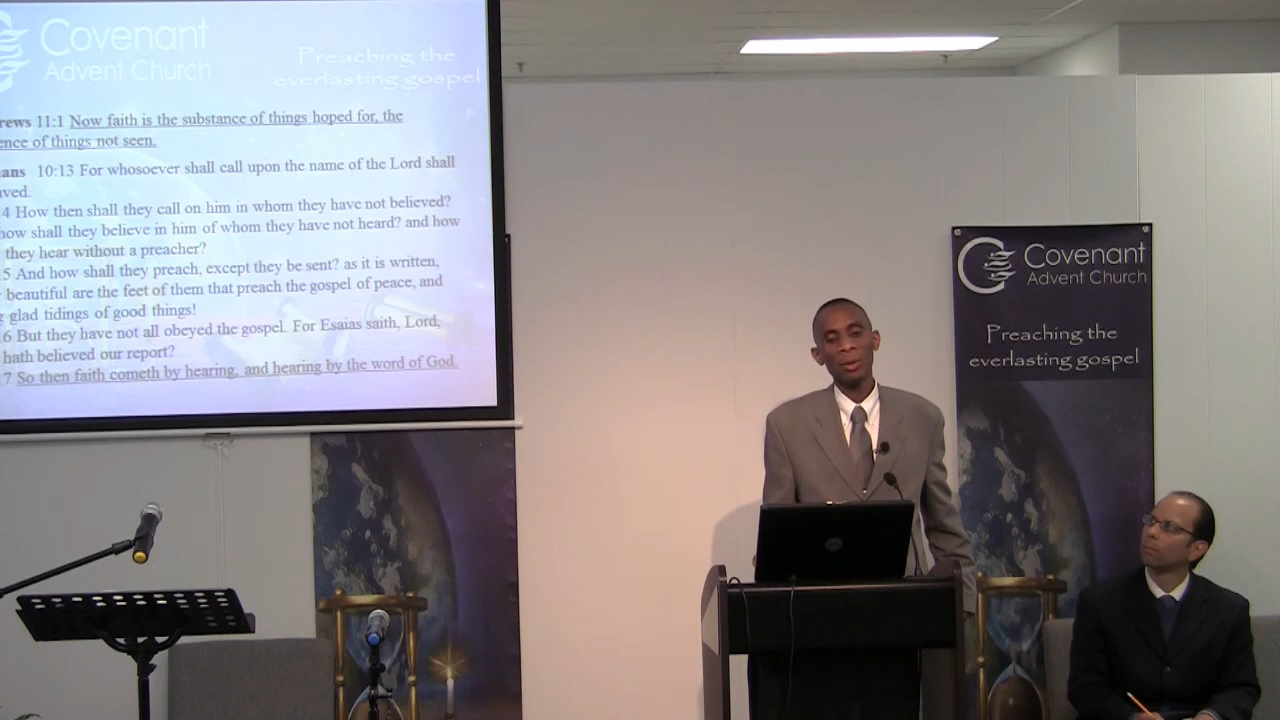 Covenant
Advent Church
Preaching the
everlasting gospel
rews 11:1 Now faith is the substance of things hoped for, the
ence of things not seen.
ans 10:13 For whosoever shall call upon the name of the Lord shall
ved.
4 How then shall they call on him in whom they have not believed?
how shall they believe in him of whom they have not heard? and how
they hear without a preacher?
5 And how shall they preach, except they be sent? as it is written,
beautiful are the feet of them that preach the gospel of peace, and
g glad tidings of good things!
6 But they have not all obeyed the gospel. For Esaias saith, Lord,
hath believed our report?
7 So then faith cometh by hearing, and hearing by the word of God.
Covenant
Advent Church
Preaching the
everlasting gospel